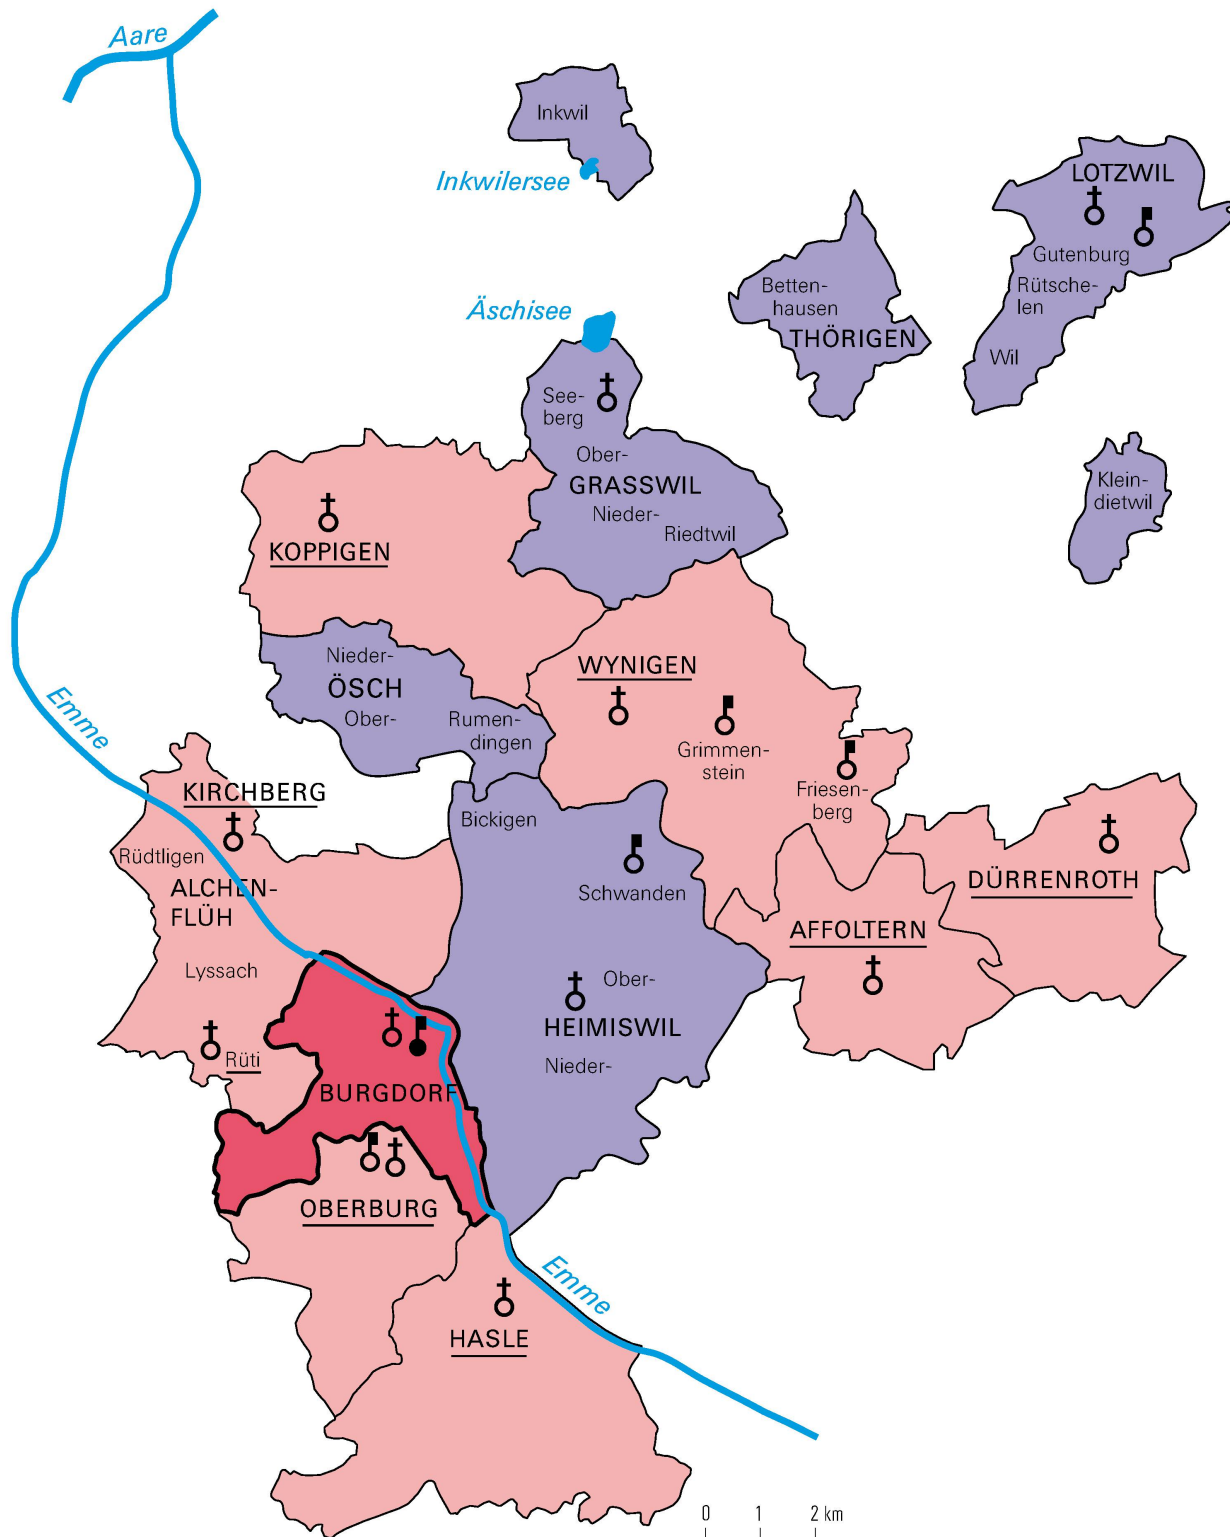 Aare
Inkwil
Inkwilersee
LOTZWIL
Gutenburg
Rütsche-
len
Wil
Betten-
hausen
THÖRIGEN
Äschisee
See-
berg
Ober-
GRASSWIL
Nieder-
Riedtwil
Klein-
dietwil
KOPPIGEN
Nieder-
ÖSCH
Ober-
Rumen-
dingen
WYNIGEN
Grimmen-
stein
Friesen-
berg
Emme
KIRCHBERG
Rüdtligen
ALCHEN-
FLÜH
Lyssach
Rüti
Bickigen
Schwanden
Ober-
HEIMISWIL
Nieder-
DÜRRENROTH
AFFOLTERN
BURGDORF
OBERBURG
HASLE
Emme
0 1 2 km